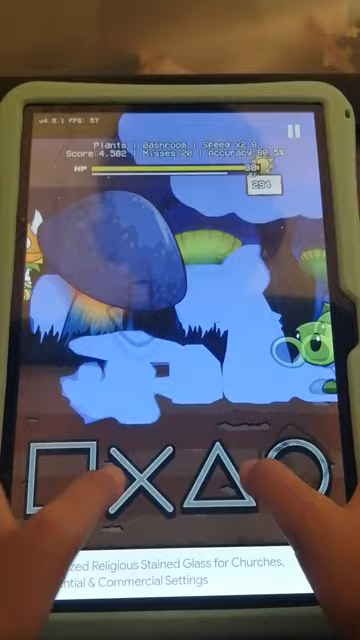 v4.5.1 FPS: 57
Plants | Bashroom | Speed x2.0
Score:4,502 | Misses 20 | Accuracy 80.5%
HP
294
zed Religious Stained Glass for Churches,
ntial & Commercial Settings